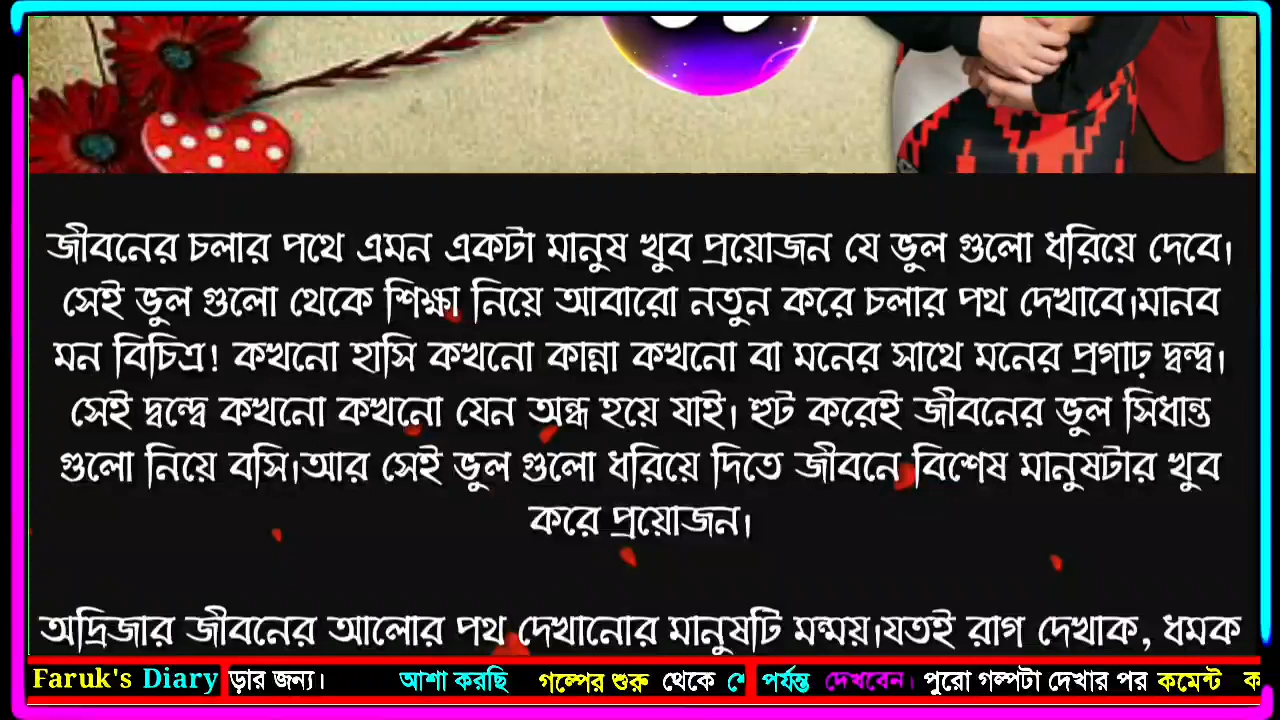 জীবনের চলার পথে এমন একটা মানুষ খুব প্রয়োজন যে ভুল গুলো ধরিয়ে দেবে।
সেই ভুল গুলো থেকে শিক্ষা নিয়ে আবারো নতুন করে চলার পথ দেখাবে।মানব
মন বিচিত্র! কখনো হাসি কখনো কান্না কখনো বা মনের সাথে মনের প্রগাঢ় দ্বন্দ্ব।
সেই দ্বন্দ্বে কখনো কখনো যেন অন্ধ হয়ে যাই। হুট করেই জীবনের ভুল সিধান্ত
গুলো নিয়ে বসি।আর সেই ভুল গুলো ধরিয়ে দিতে জীবনে বিশেষ মানুষটার খুব
করে প্রয়োজন।
অদ্রিজার জীবনের আলোর পথ দেখানোর মানুষটি মন্ময়।যতই রাগ দেখাক, ধমক
Faruk's Diary ড়ার জন্য। আশা করছি গল্পের শুরু থেকে পর্যন্ত দেখবেন। পুরো গল্পটা দেখার পর কমেন্ট